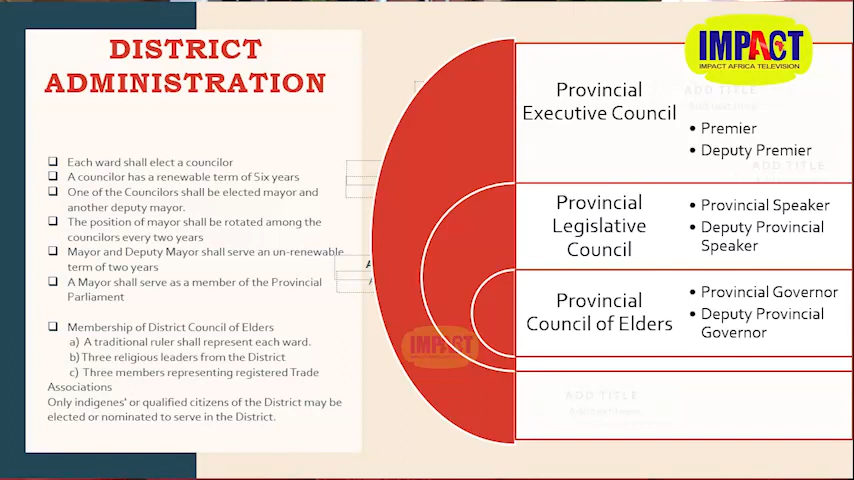 DISTRICT
ADMINISTRATION
❑ Each ward shall elect a councilor
❑ A councilor has a renewable term of Six years
❑ One of the Councilors shall be elected mayor and
another deputy mayor.
❑ The position of mayor shall be rotated among the
councilors every two years
❑ Mayor and Deputy Mayor shall serve an un-renewable
term of two years
❑ A Mayor shall serve as a member of the Provincial
Parliament
❑ Membership of District Council of Elders
a) A traditional ruler shall represent each ward.
b) Three religious leaders from the District
c) Three members representing registered Trade
Associations
Only indigenes' or qualified citizens of the District may be
elected or nominated to serve in the District.
IMPACT
IMPACT AFRICA TELEVISION
Provincial
Executive Council
• Premier
• Deputy Premier
Provincial
Legislative
Council
• Provincial Speaker
• Deputy Provincial
Speaker
Provincial
Council of Elders
• Provincial Governor
• Deputy Provincial
Governor
ADD TITLE
ADD TITLE
ADD TITLE
IMPACT